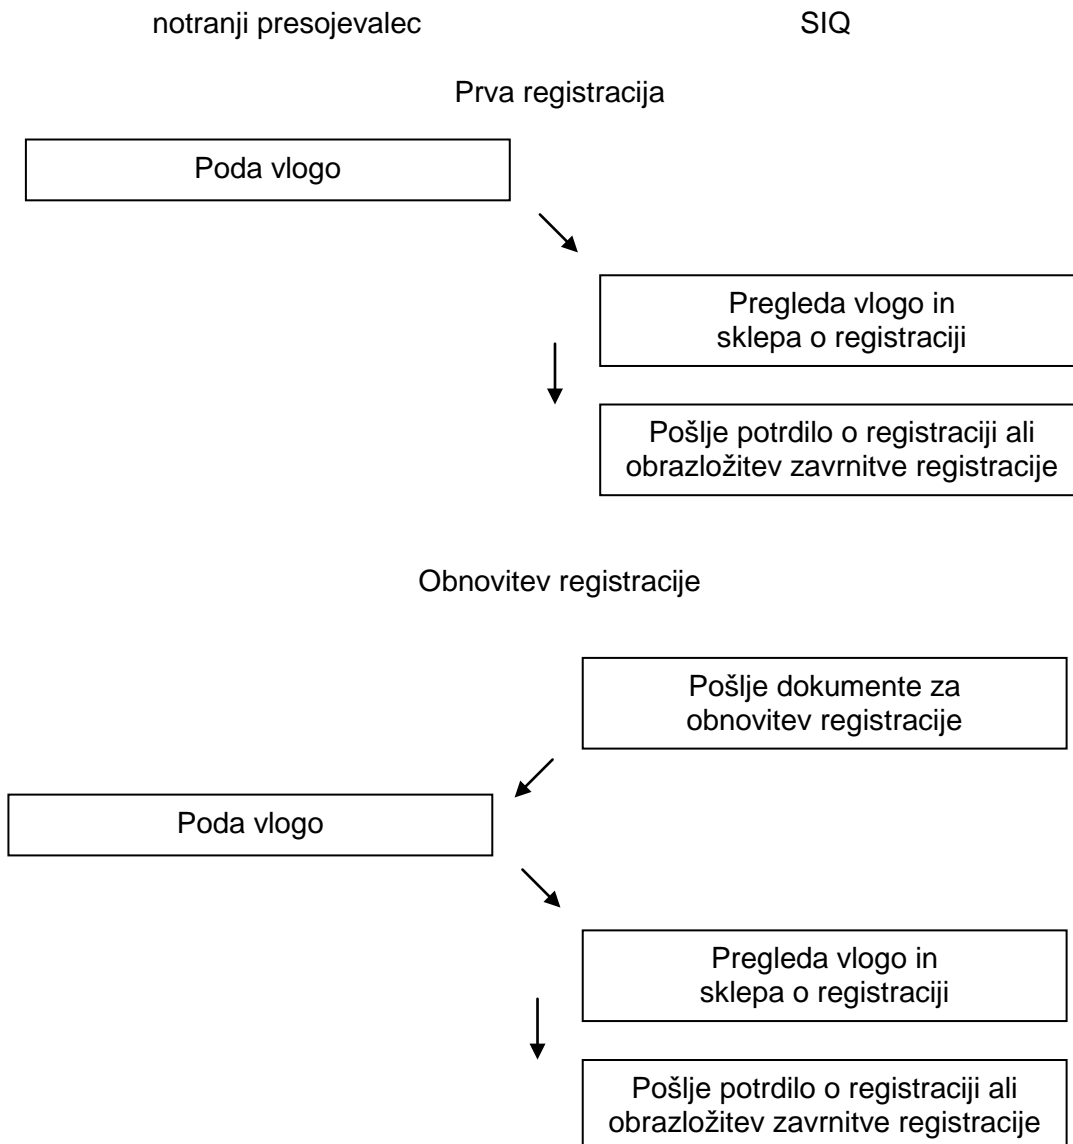 notranji presojevalec
SIQ
Prva registracija
Poda vlogo
Pregleda vlogo in
sklepa o registraciji
Pošlje potrdilo o registraciji ali
obrazložitev zavrnitve registracije
Obnovitev registracije
Pošlje dokumente za
obnovitev registracije
Poda vlogo
Pregleda vlogo in
sklepa o registraciji
Pošlje potrdilo o registraciji ali
obrazložitev zavrnitve registracije